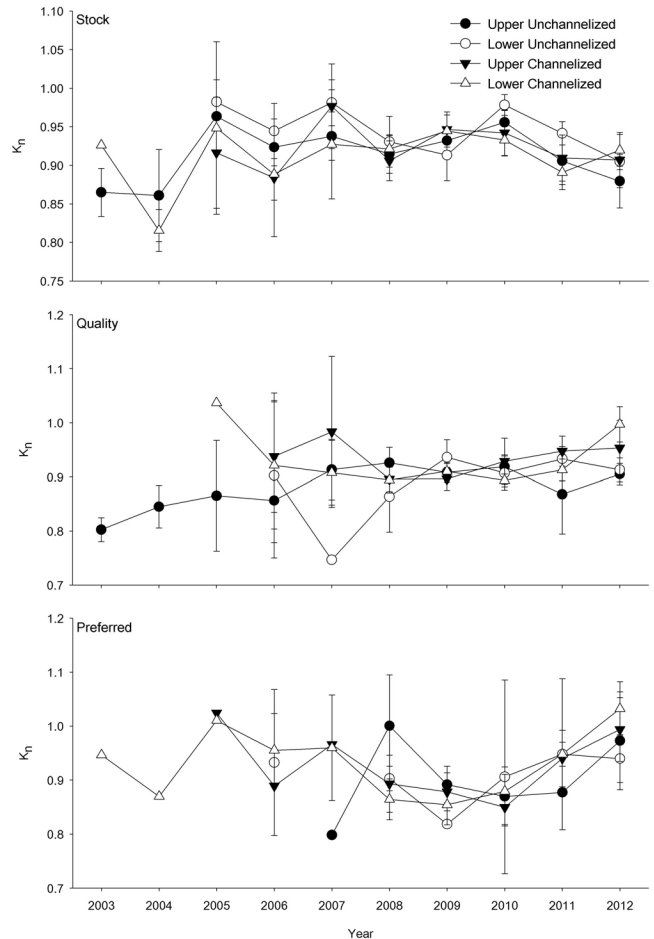 Stock
Upper Unchannelized
Lower Unchannelized
Upper Channelized
Lower Channelized
1.10
1.05
1.00
0.95
0.90
0.85
0.80
0.75
Kn
Quality
1.2
1.1
1.0
0.9
0.8
0.7
Kn
Preferred
1.2
1.1
1.0
0.9
0.8
0.7
Kn
2003 2004 2005 2006 2007 2008 2009 2010 2011 2012
Year